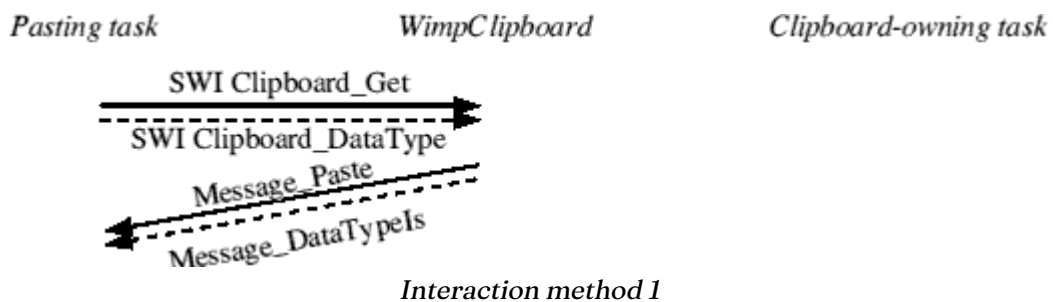 Pasting task WimpClipboard Clipboard-owning task
SWI Clipboard_Get
SWI Clipboard_DataType
Message_Paste
Message_DataTypeIs
Interaction method 1